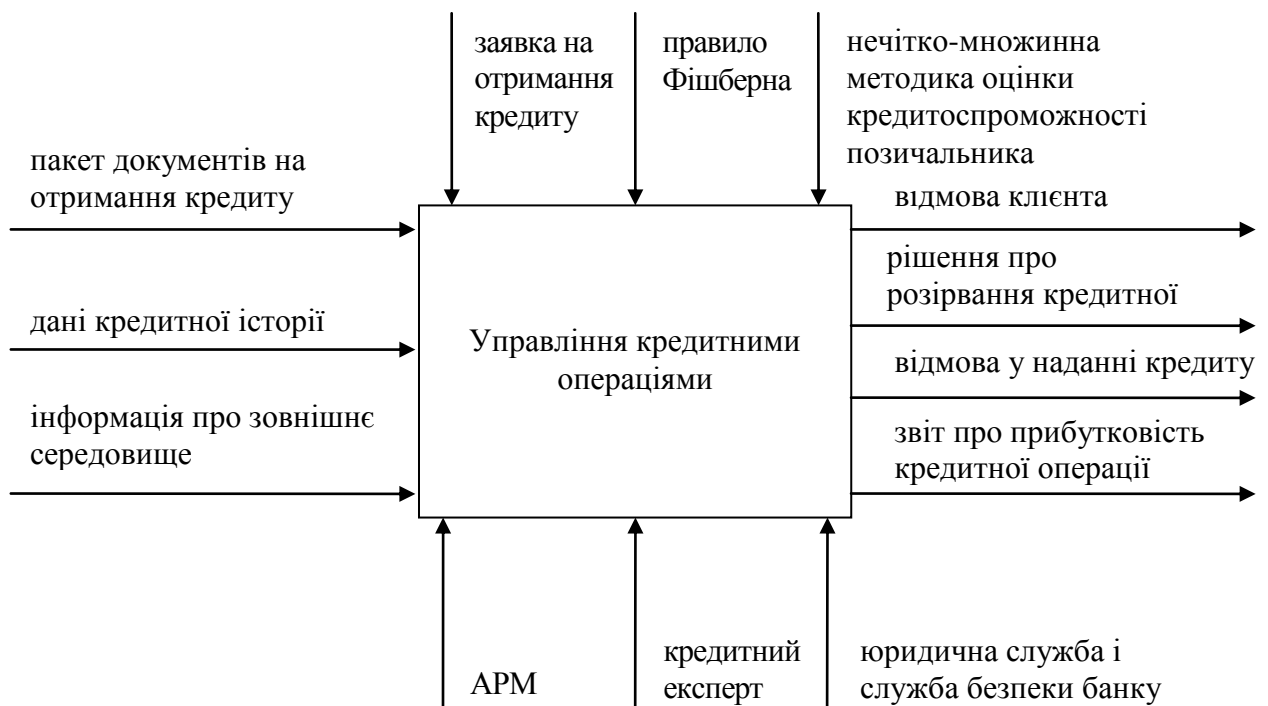 заявка на
отримання
кредиту
правило
Фішберна
нечітко-множинна
методика оцінки
кредитоспроможності
позичальника
пакет документів на
отримання кредиту
дані кредитної історії
інформація про зовнішнє
середовище
Управління кредитними
операціями
відмова клієнта
рішення про
розірвання кредитної
відмова у наданні кредиту
звіт про прибутковість
кредитної операції
АРМ
кредитний
експерт
юридична служба і
служба безпеки банку